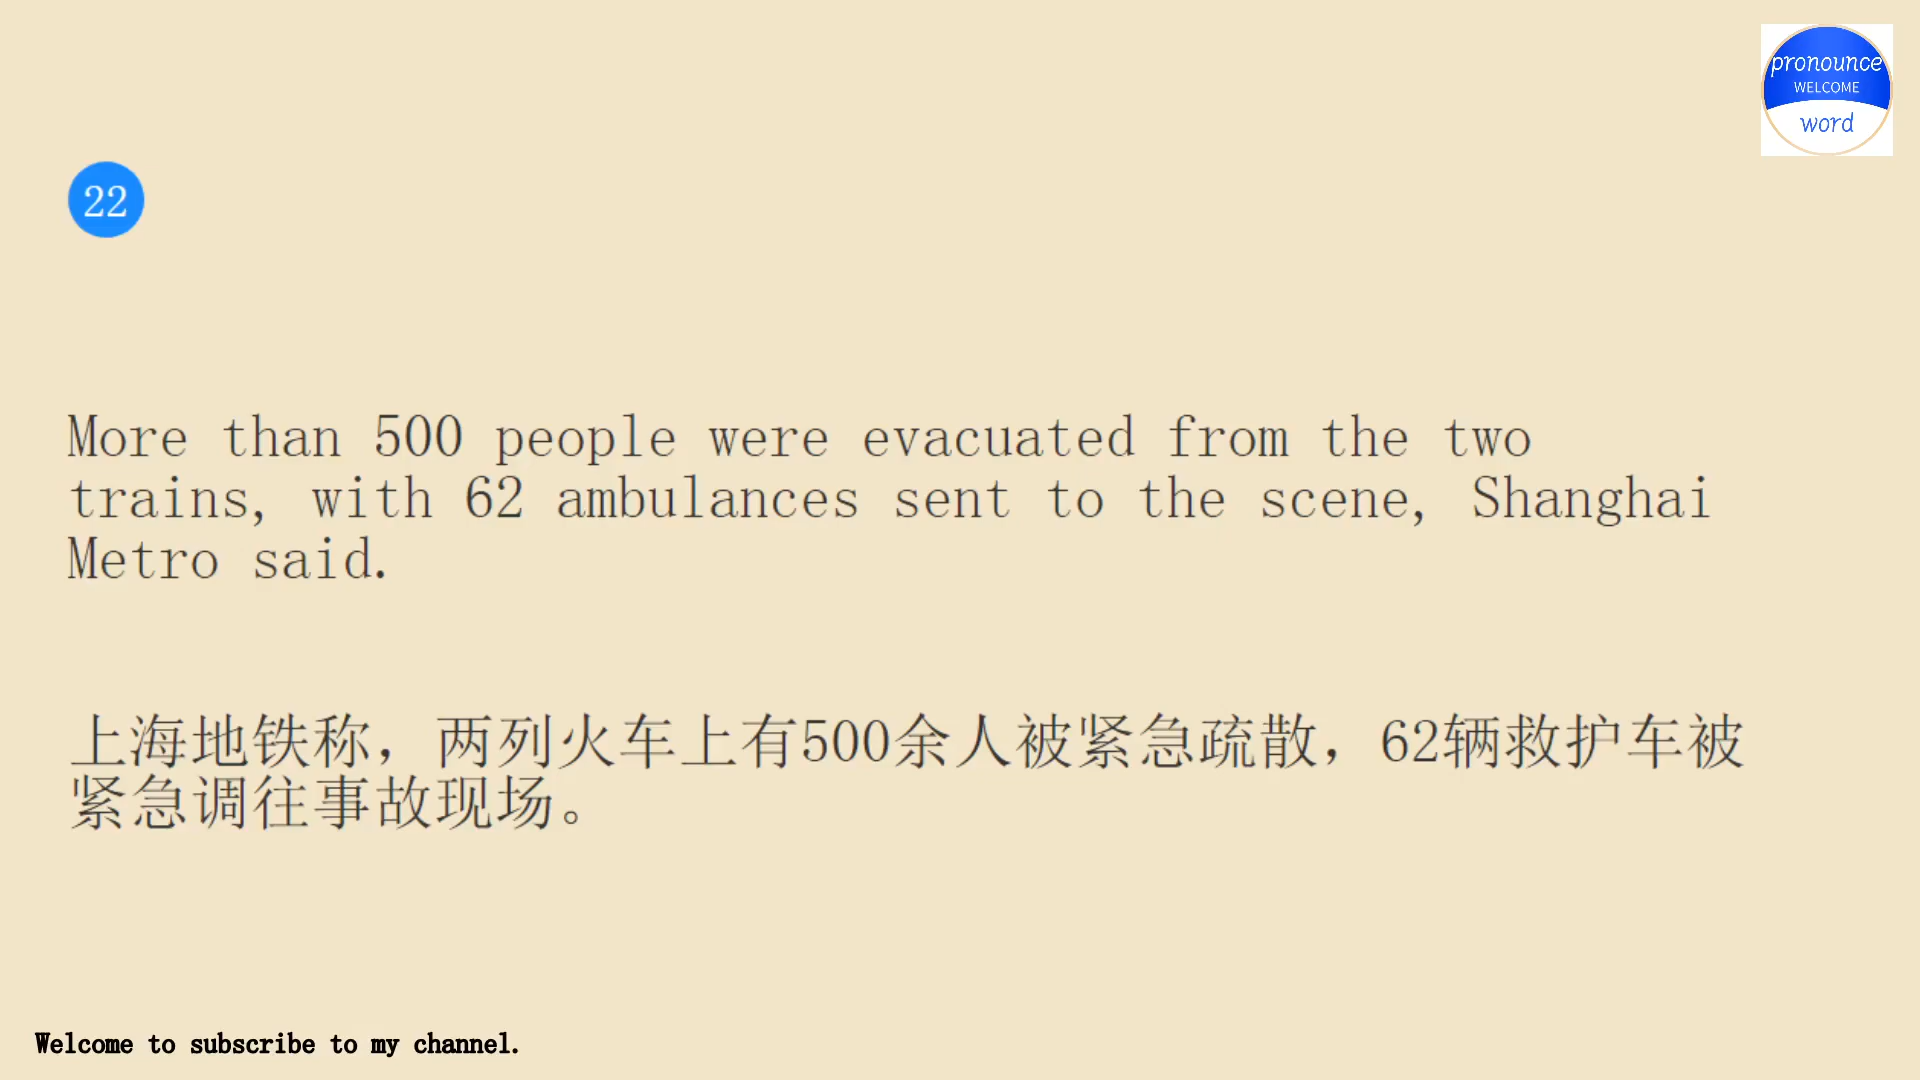 pronounce
WELCOME
word
22
More than 500 people were evacuated from the two
trains, with 62 ambulances sent to the scene, Shanghai
Metro said.
上海地铁称，两列火车上有500余人被紧急疏散，62辆救护车被
紧急调往事故现场。
Welcome to subscribe to my channel.